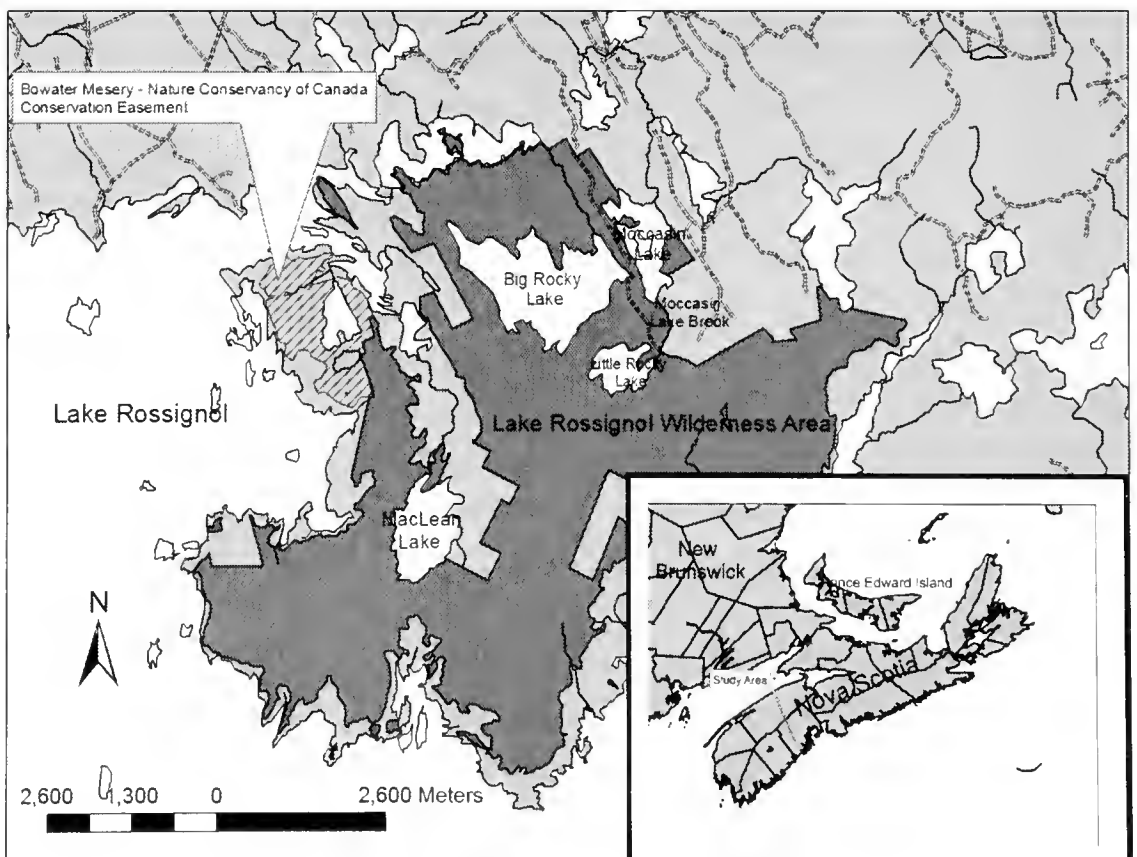 Bowater Mesery - Nature Conservancy of Canada
Conservation Easement
Moccasin
Lake
Big Rocky
Lake
Moccasin
Lake Brook
Little Rocky
Lake
Lake Rossignol
Lake Rossignol Wilderness Area
MacLean
Lake
N
2,600 1,300 0 2,600 Meters
New
Brunswick
nce Edward Island
Study Area
Nova Scotia